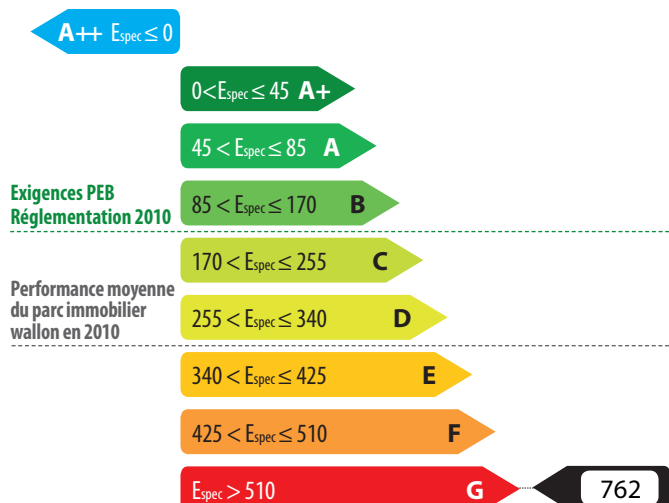 A++ Espec ≤ 0
0<Espec ≤ 45 A+
45 < Espec ≤ 85 A
Exigences PEB
Réglementation 2010
85 < Espec ≤ 170 B
170 < Espec ≤ 255 C
Performance moyenne
du parc immobilier
wallon en 2010
255 < Espec ≤ 340 D
340 < Espec ≤ 425 E
425 < Espec ≤ 510 F
Espec > 510 G 762